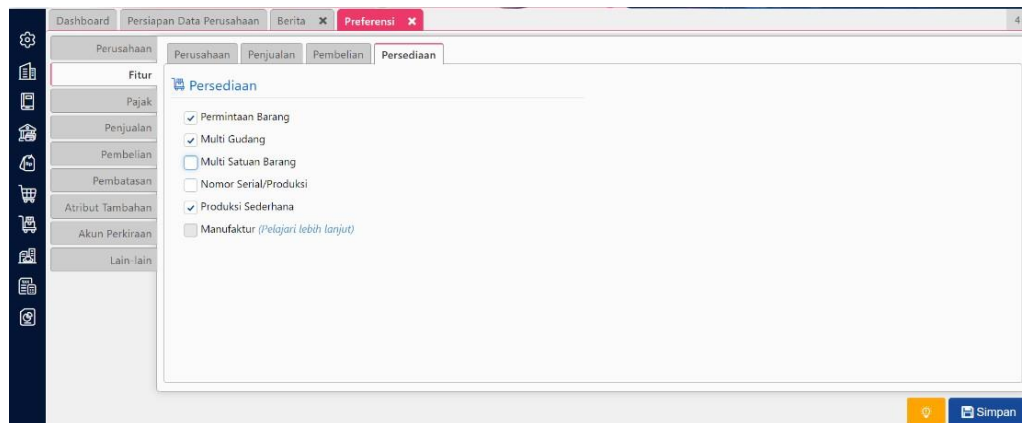 Dashboard Persiapan Data Perusahaan Berita Preferensi 4
Perusahaan
Fitur
Pajak
Penjualan
Pembelian
Pembatasan
Atribut Tambahan
Akun Perkiraan
Lain-lain
Perusahaan Penjualan Pembelian Persediaan
Persediaan
Permintaan Barang
Multi Gudang
Multi Satuan Barang
Nomor Serial/Produksi
Produksi Sederhana
Manufaktur (Pelajari lebih lanjut)
Simpan